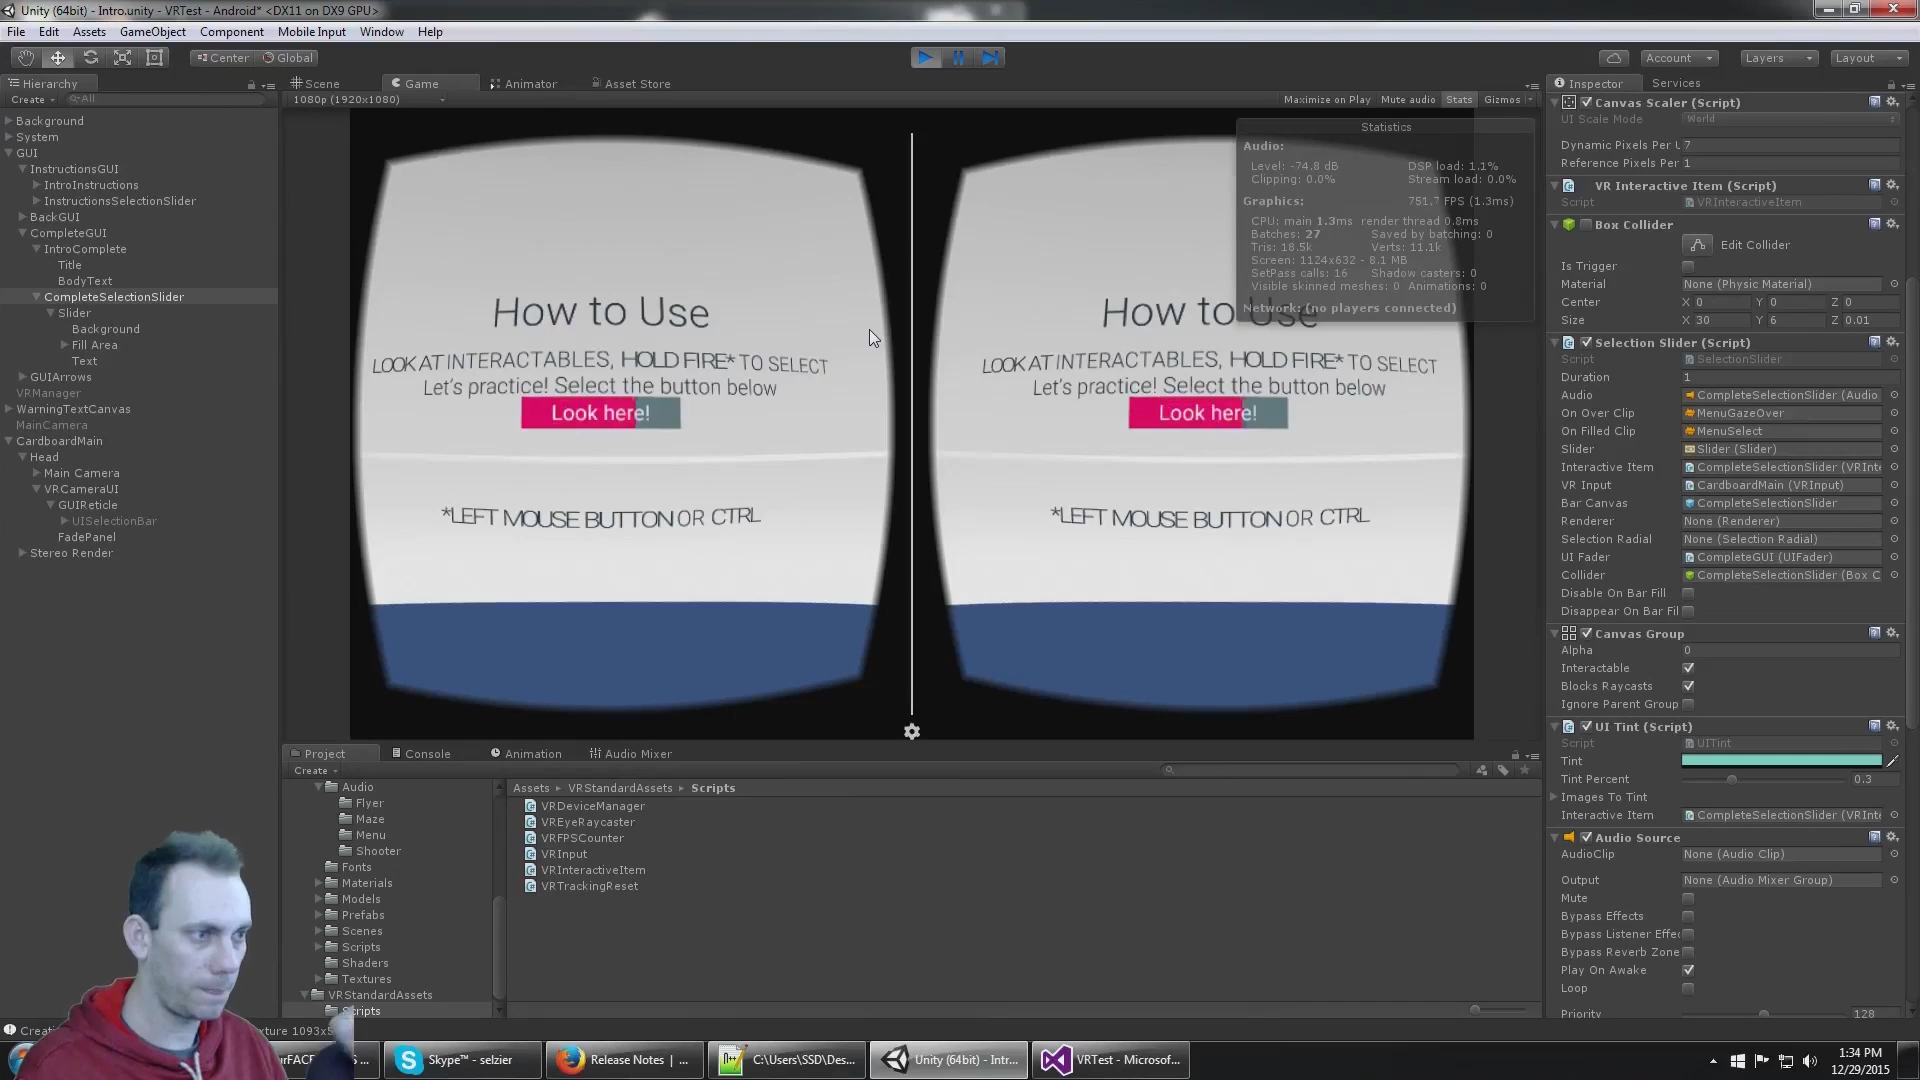 Unity (64bit) - Intro.unity - VRTest - Android* <DX11 on DX9 GPU>
File Edit Assets GameObject Component Mobile Input Window Help
Center Global Account Layers Layout
Hierarchy
Create All
Background
System
GUI
InstructionsGUI
IntroInstructions
InstructionsSelectionSlider
BackGUI
CompleteGUI
IntroComplete
Title
BodyText
CompleteSelectionSlider
Slider
Background
Fill Area
Text
GUIArrows
VRManager
WarningTextCanvas
MainCamera
CardboardMain
Head
Main Camera
VRCameraUI
GUIReticle
UISelectionBar
FadePanel
Stereo Render
Scene Game Animator Asset Store
1080p (1920x1080) Maximize on Play Mute audio Stats Gizmos
How to Use
LOOK AT INTERACTABLES, HOLD FIRE* TO SELECT
Let's practice! Select the button below
Look here!
*LEFT MOUSE BUTTON OR CTRL
How to Use
LOOK AT INTERACTABLES, HOLD FIRE* TO SELECT
Let's practice! Select the button below
Look here!
*LEFT MOUSE BUTTON OR CTRL
Statistics
Audio:
Level: -74.8 dB DSP load: 1.1%
Clipping: 0.0% Stream load: 0.0%
Graphics: 751.7 FPS (1.3ms)
CPU: main 1.3ms render thread 0.8ms
Batches: 27 Saved by batching: 0
Tris: 18.5k Verts: 11.1k
Screen: 1124x632 - 8.1 MB
SetPass calls: 16 Shadow casters: 0
Visible skinned meshes: 0 Animations: 0
Network: (no players connected)
Project Console Animation Audio Mixer
Create
Audio
Flyer
Maze
Menu
Shooter
Fonts
Materials
Models
Prefabs
Scenes
Scripts
Shaders
Textures
VRStandardAssets
Scripts
Assets VRStandardAssets Scripts
VRDeviceManager
VREyeRaycaster
VRFPSCounter
VRInput
VRInteractiveItem
VRTrackingReset
Inspector Services
Canvas Scaler (Script)
UI Scale Mode World
Dynamic Pixels Per U 7
Reference Pixels Per 1
VR Interactive Item (Script)
Script VRInteractiveItem
Box Collider
Edit Collider
Is Trigger
Material None (Physic Material)
Center X 0 Y 0 Z 0
Size X 30 Y 6 Z 0.01
Selection Slider (Script)
Script SelectionSlider
Duration 1
Audio CompleteSelectionSlider (Audio
On Over Clip MenuGazeOver
On Filled Clip MenuSelect
Slider Slider (Slider)
Interactive Item CompleteSelectionSlider (VRInte
VR Input CardboardMain (VRInput)
Bar Canvas CompleteSelectionSlider
Renderer None (Renderer)
Selection Radial None (Selection Radial)
UI Fader CompleteGUI (UIFader)
Collider CompleteSelectionSlider (Box C
Disable On Bar Fill
Disappear On Bar Fil
Canvas Group
Alpha 0
Interactable
Blocks Raycasts
Ignore Parent Group
UI Tint (Script)
Script UITint
Tint
Tint Percent 0.3
Images To Tint
Interactive Item CompleteSelectionSlider (VRInte
Audio Source
AudioClip None (Audio Clip)
Output None (Audio Mixer Group)
Mute
Bypass Effects
Bypass Listener Effec
Bypass Reverb Zone
Play On Awake
Loop
Priority 128
Creati
xture 1093x5
urFACE
Skype™ - selzier
Release Notes | ...
C:\Users\SSD\Des...
Unity (64bit) - Intr...
VRTest - Microsof...
1:34 PM
12/29/2015